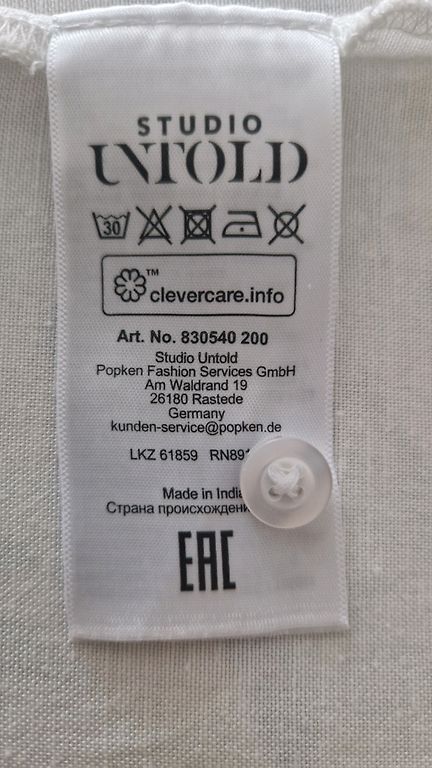 STUDIO
UNTOLD
30
TM
clevercare.info
Art. No. 830540 200
Studio Untold
Popken Fashion Services GmbH
Am Waldrand 19
26180 Rastede
Germany
kunden-service@popken.de
LKZ 61859
Made in India
Страна
EAC